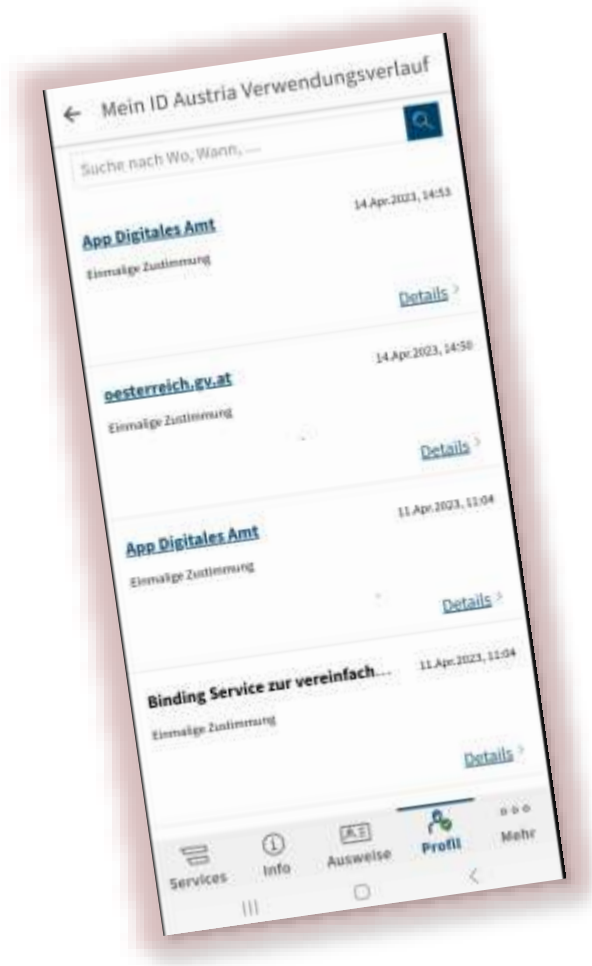 Mein ID Austria Verwendungsverlauf
Suche nach Wo, Wann, ...
App Digitales Amt 14.Apr.2023, 14:53
Einmalige Zustimmung
Details
oesterreich.gv.at 14.Apr.2023, 14:50
Einmalige Zustimmung
Details
App Digitales Amt 11.Apr.2023, 11:04
Einmalige Zustimmung
Details
Binding Service zur vereinfach... 11.Apr.2023, 11:04
Einmalige Zustimmung
Details
Services Info Ausweise Profil Mehr